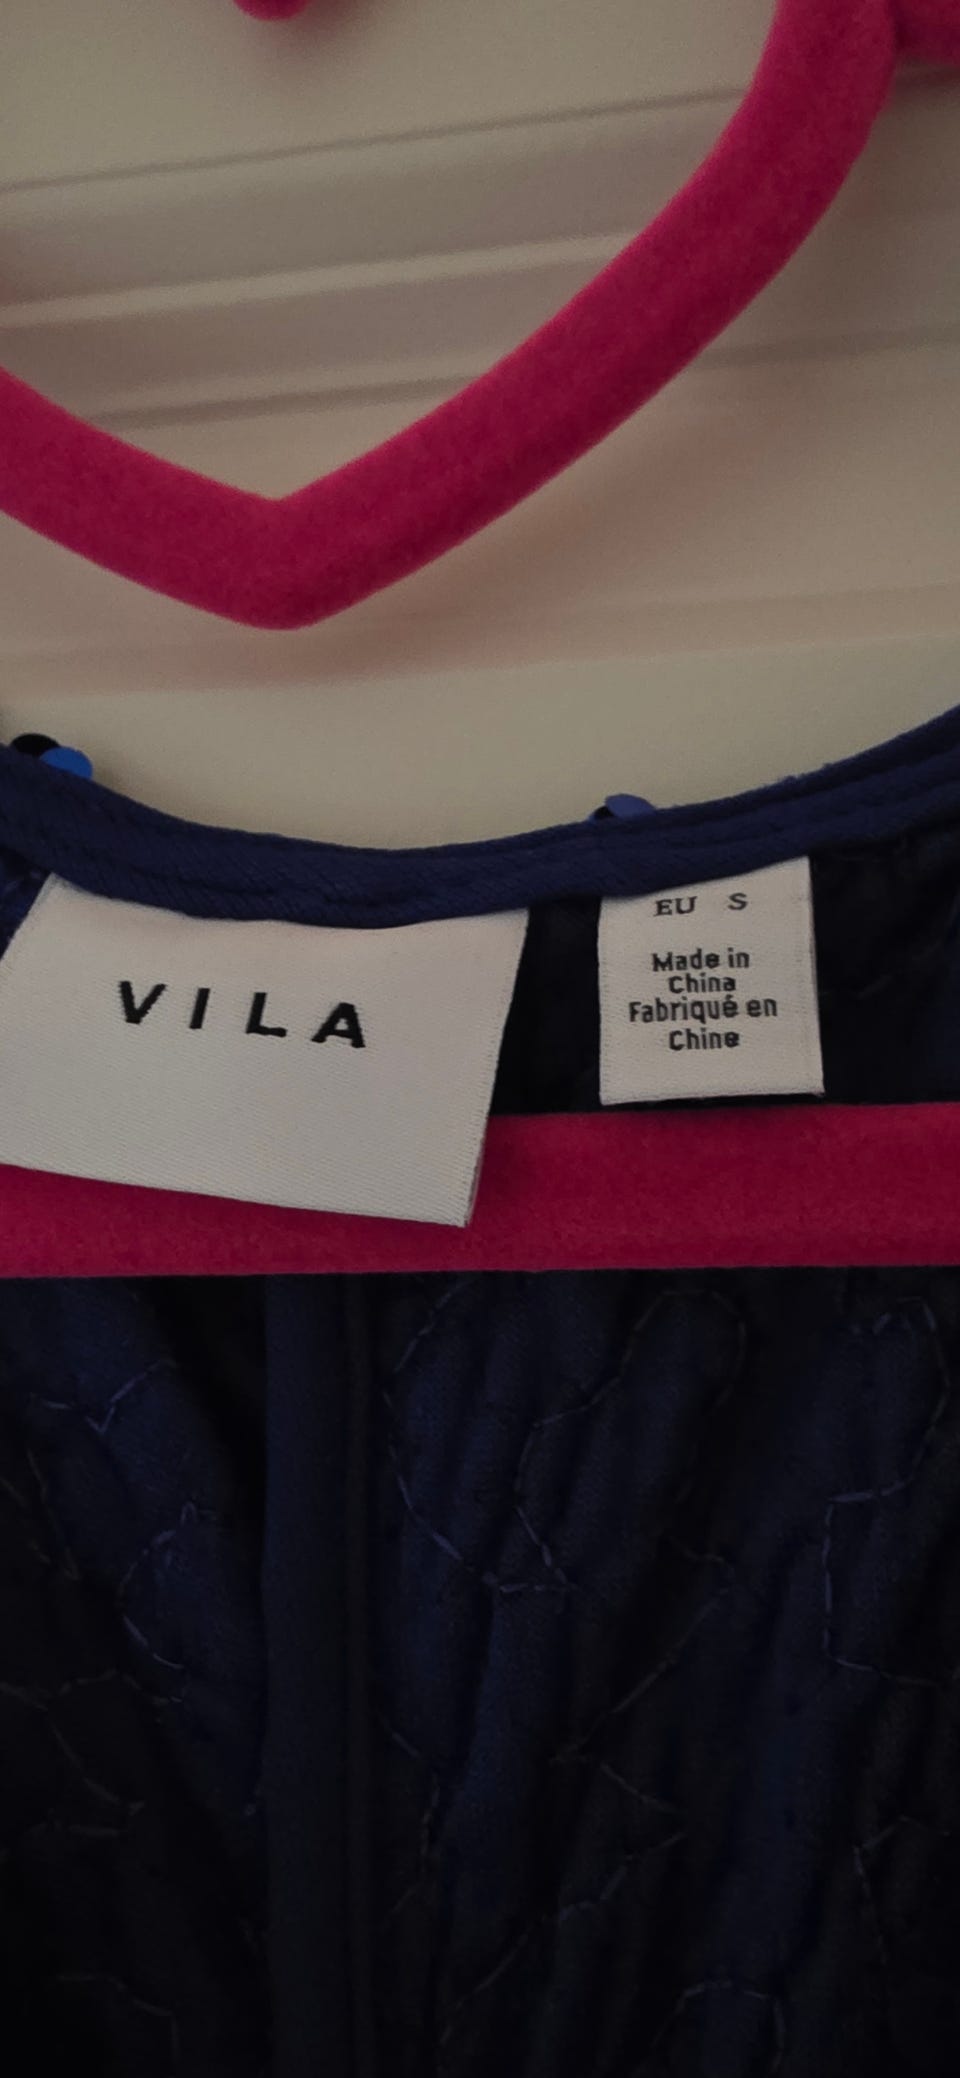 VILA
EU S
Made in
China
Fabriqué en
Chine